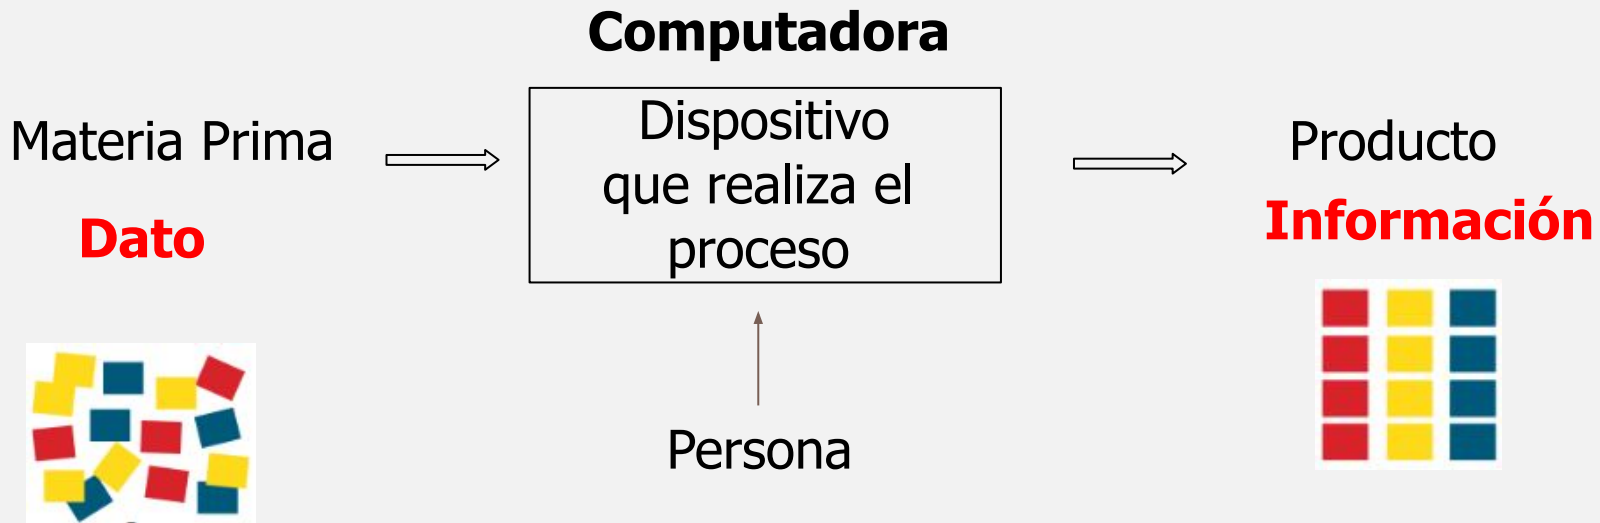 Computadora
Materia Prima
Dato
Dispositivo
que realiza el
proceso
Persona
Producto
Información